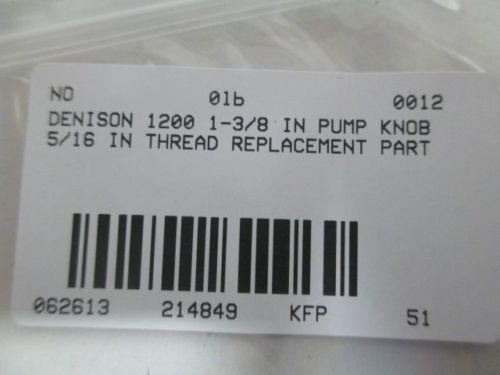 NO 01b 0012
DENISON 1200 1-3/8 IN PUMP KNOB
5/16 IN THREAD REPLACEMENT PART
062613 214849 KFP 51